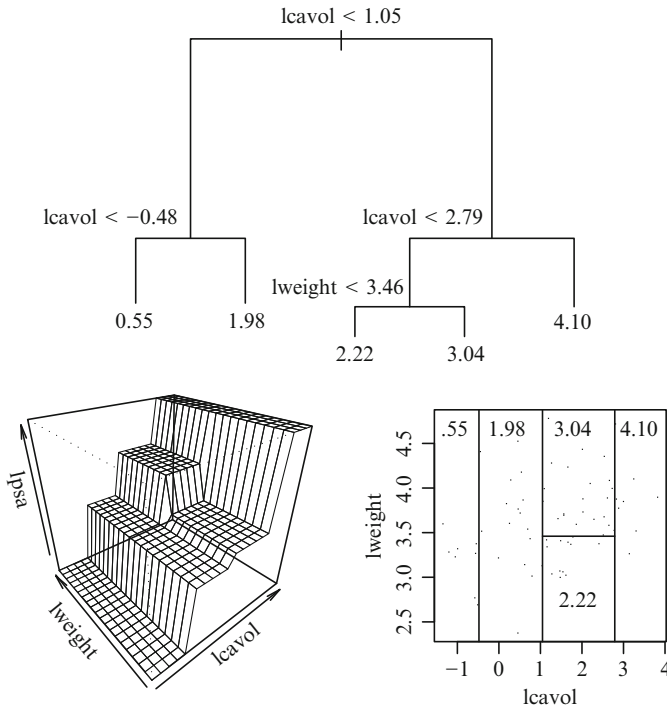 lcavol < 1.05
lcavol < −0.48
lcavol < 2.79
lweight < 3.46
0.55
1.98
4.10
2.22
3.04
lpsa
lweight
lcavol
.55
1.98
3.04
4.10
2.22
4.5
4.0
3.5
3.0
2.5
lweight
−1 0 1 2 3 4
lcavol